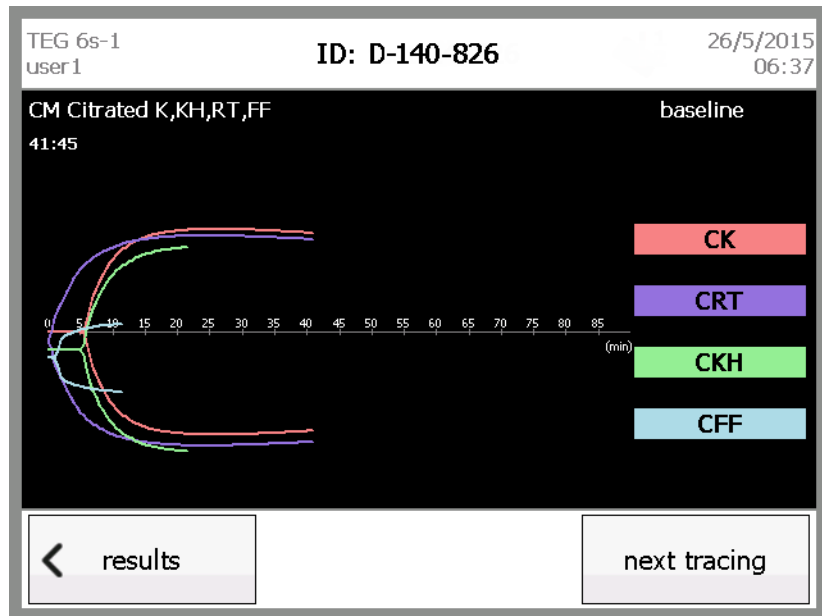 TEG 6s-1
user1
ID: D-140-826
26/5/2015
06:37
CM Citrated K,KH,RT,FF
baseline
41:45
CK
CRT
0 5 10 15 20 25 30 35 40 45 50 55 60 65 70 75 80 85
(min)
CKH
CFF
results
next tracing